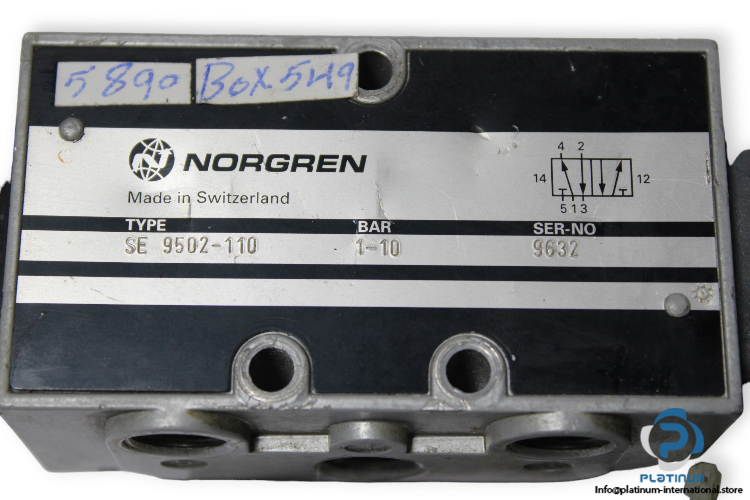 5890 BOX 5H9
NORGREN
Made in Switzerland
4 2
14 12
5 1 3
TYPE BAR SER-NO
SE 9502-110 1-10 9632
PLATINUM
Info@platinum-international.store